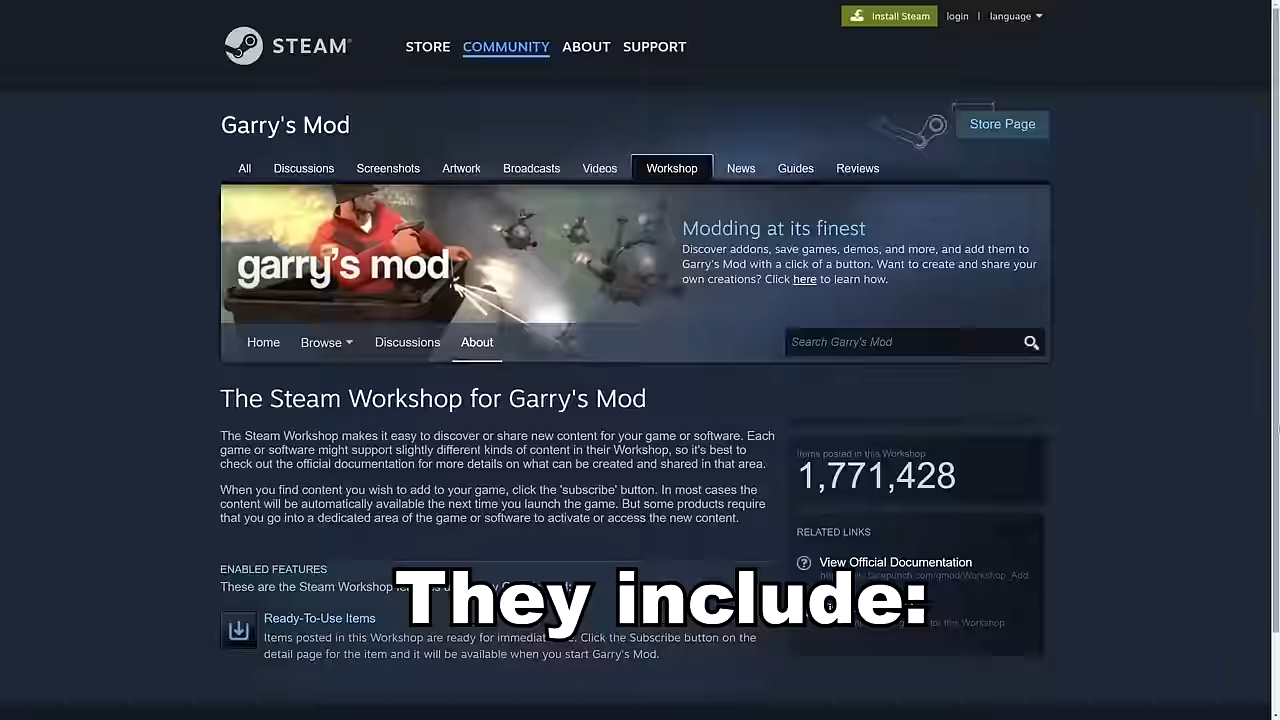 Install Steam
login | language
STEAM®
STORE COMMUNITY ABOUT SUPPORT
Garry's Mod
Store Page
All Discussions Screenshots Artwork Broadcasts Videos Workshop News Guides Reviews
garry's mod
Modding at its finest
Discover addons, save games, demos, and more, and add them to
Garry's Mod with a click of a button. Want to create and share your
own creations? Click here to learn how.
Home Browse Discussions About
Search Garry's Mod
The Steam Workshop for Garry's Mod
The Steam Workshop makes it easy to discover or share new content for your game or software. Each
game or software might support slightly different kinds of content in their Workshop, so it's best to
check out the official documentation for more details on what can be created and shared in that area.
When you find content you wish to add to your game, click the 'subscribe' button. In most cases the
content will be automatically available the next time you launch the game. But some products require
that you go into a dedicated area of the game or software to activate or access the new content.
Items posted in this Workshop
1,771,428
RELATED LINKS
View Official Documentation
ENABLED FEATURES
These are the Steam Workshop
They include:
Ready-To-Use Items
Items posted in this Workshop are ready for Click the Subscribe button on the
detail page for the item and it will be available when you start Garry's Mod.
for this Workshop